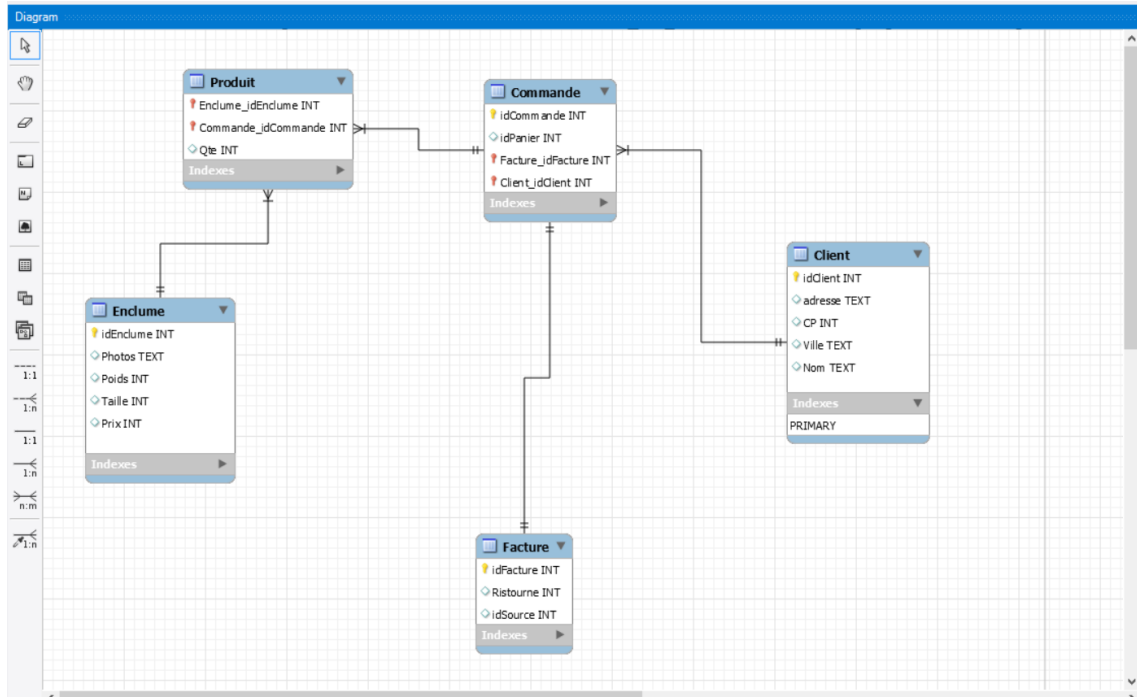 Diagram
Produit
Enclume_idEnclume INT
Commande_idCommande INT
Qte INT
Indexes
Commande
idCommande INT
idPanier INT
Facture_idFacture INT
Client_idClient INT
Indexes
Client
idClient INT
adresse TEXT
CP INT
Ville TEXT
Nom TEXT
Indexes
PRIMARY
Enclume
idEnclume INT
Photos TEXT
Poids INT
Taille INT
Prix INT
Indexes
Facture
idFacture INT
Ristourne INT
idSource INT
Indexes
1:1
1:n
1:1
1:n
n:m
1:n